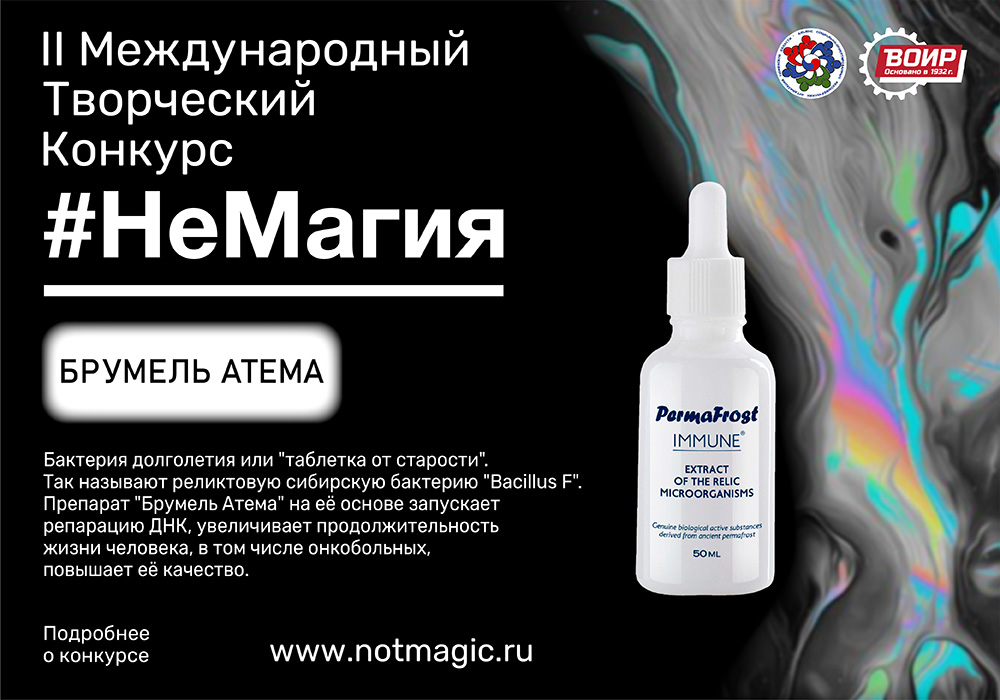 II Международный
Творческий
Конкурс
#НеМагия
ВОИР
Основано в 1932 г.
БРУМЕЛЬ АТЕМА
PermaFrost
IMMUNE®
EXTRACT
OF THE RELIC
MICROORGANISMS
Genuine biological active substances
derived from ancient permafrost
50ML
Бактерия долголетия или "таблетка от старости".
Так называют реликтовую сибирскую бактерию "Bacillus F".
Препарат "Брумель Атема" на её основе запускает
репарацию ДНК, увеличивает продолжительность
жизни человека, в том числе онкобольных,
повышает её качество.
Подробнее
о конкурсе
www.notmagic.ru